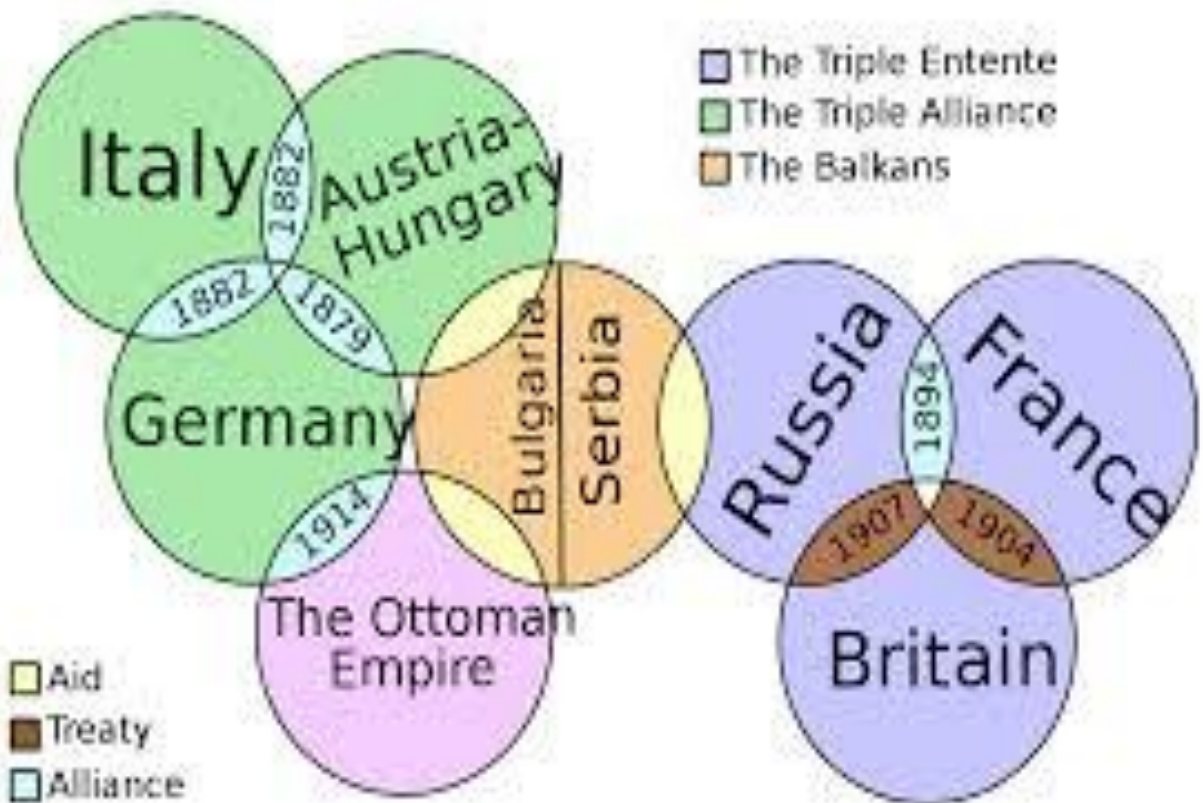 The Triple Entente
The Triple Alliance
The Balkans
Italy
1882
Austria-
Hungary
1882
1879
Germany
1914
The Ottoman
Empire
Bulgaria
Serbia
Russia
1894
France
1907
1904
Britain
Aid
Treaty
Alliance